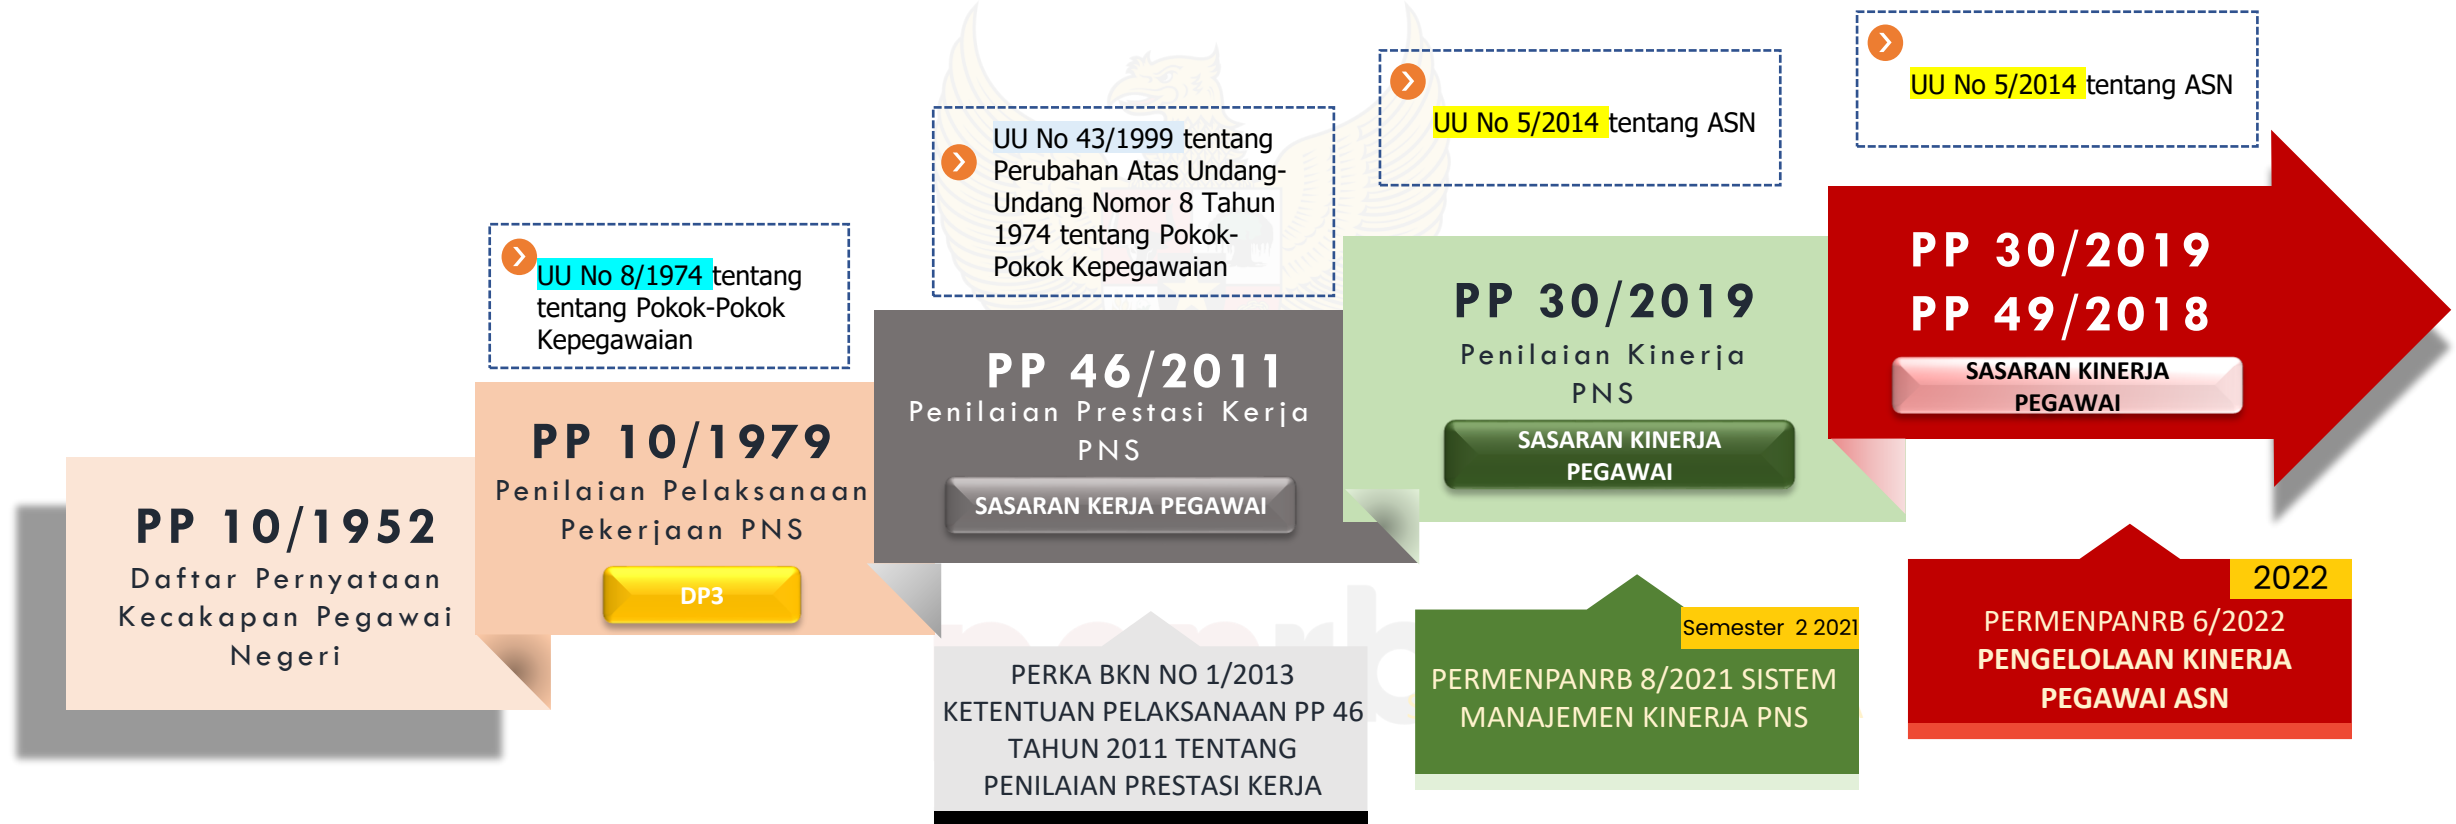 PP 10/1952
Daftar Pernyataan
Kecakapan Pegawai
Negeri
UU No 8/1974 tentang
tentang Pokok-Pokok
Kepegawaian
PP 10/1979
Penilaian Pelaksanaan
Pekerjaan PNS
DP3
UU No 43/1999 tentang
Perubahan Atas Undang-
Undang Nomor 8 Tahun
1974 tentang Pokok-
Pokok Kepegawaian
PP 46/2011
Penilaian Prestasi Kerja
PNS
SASARAN KERJA PEGAWAI
PERKA BKN NO 1/2013
KETENTUAN PELAKSANAAN PP 46
TAHUN 2011 TENTANG
PENILAIAN PRESTASI KERJA
UU No 5/2014 tentang ASN
PP 30/2019
Penilaian Kinerja
PNS
SASARAN KINERJA
PEGAWAI
Semester 2 2021
PERMENPANRB 8/2021 SISTEM
MANAJEMEN KINERJA PNS
UU No 5/2014 tentang ASN
PP 30/2019
PP 49/2018
SASARAN KINERJA
PEGAWAI
2022
PERMENPANRB 6/2022
PENGELOLAAN KINERJA
PEGAWAI ASN